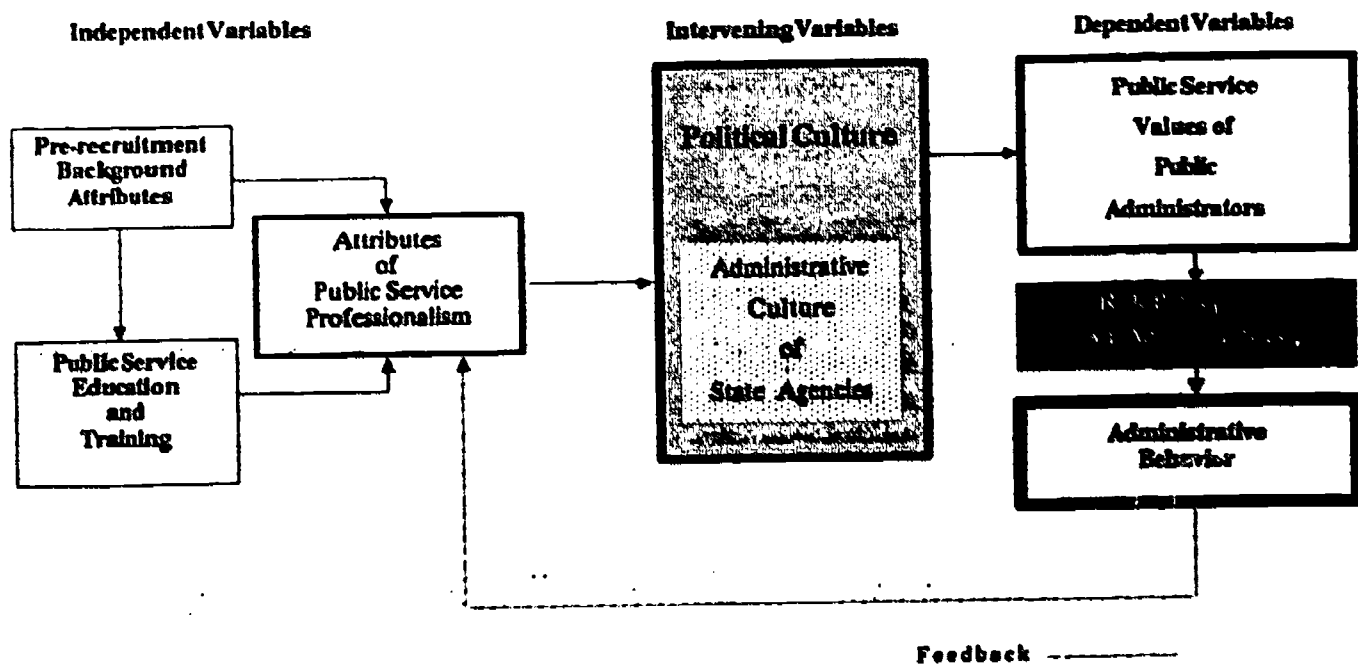 Independent Variables
Intervening Variables
Dependent Variables
Pre-recruitment
Background
Attributes
Public Service
Education
and
Training
Attributes
of
Public Service
Professionalism
Political Culture
Administrative
Culture
of
State Agencies
Public Service
Values of
Public
Administrators
Administrative
Behavior
Feedback